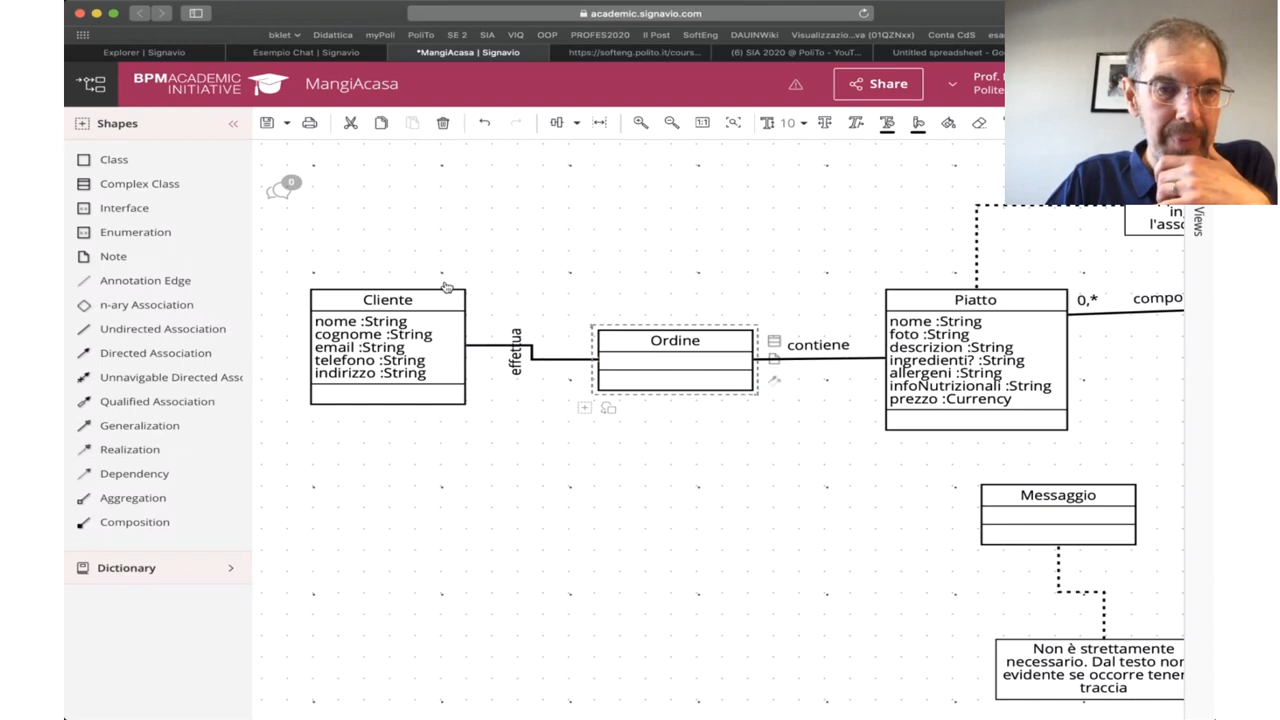 academic.signavio.com
bklet Didattica myPoli PoliTo SE 2 SIA VIQ OOP PROFES2020 Il Post SoftEng DAUINWiki Visualizzazio...va (01QZNxx) Conta CdS
Explorer | Signavio Esempio Chat | Signavio *MangiAcasa | Signavio https://softeng.polito.it/cours... (6) SIA 2020 @ PoliTo - YouT... Untitled spreadsheet - Go
BPMACADEMIC
INITIATIVE
MangiAcasa
Share
Prof.
Polite
Shapes
10
Class
Complex Class
Interface
Enumeration
Note
Annotation Edge
n-ary Association
Undirected Association
Directed Association
Unnavigable Directed Asso
Qualified Association
Generalization
Realization
Dependency
Aggregation
Composition
Dictionary
0
Cliente
nome :String
cognome :String
email :String
telefono :String
indirizzo :String
effettua
Ordine
contiene
Piatto
nome :String
foto :String
descrizion :String
ingredienti? :String
allergeni :String
infoNutrizionali :String
prezzo :Currency
0,*
compo
in
l'asso
Views
Messaggio
Non è strettamente
necessario. Dal testo non
evidente se occorre tener
traccia